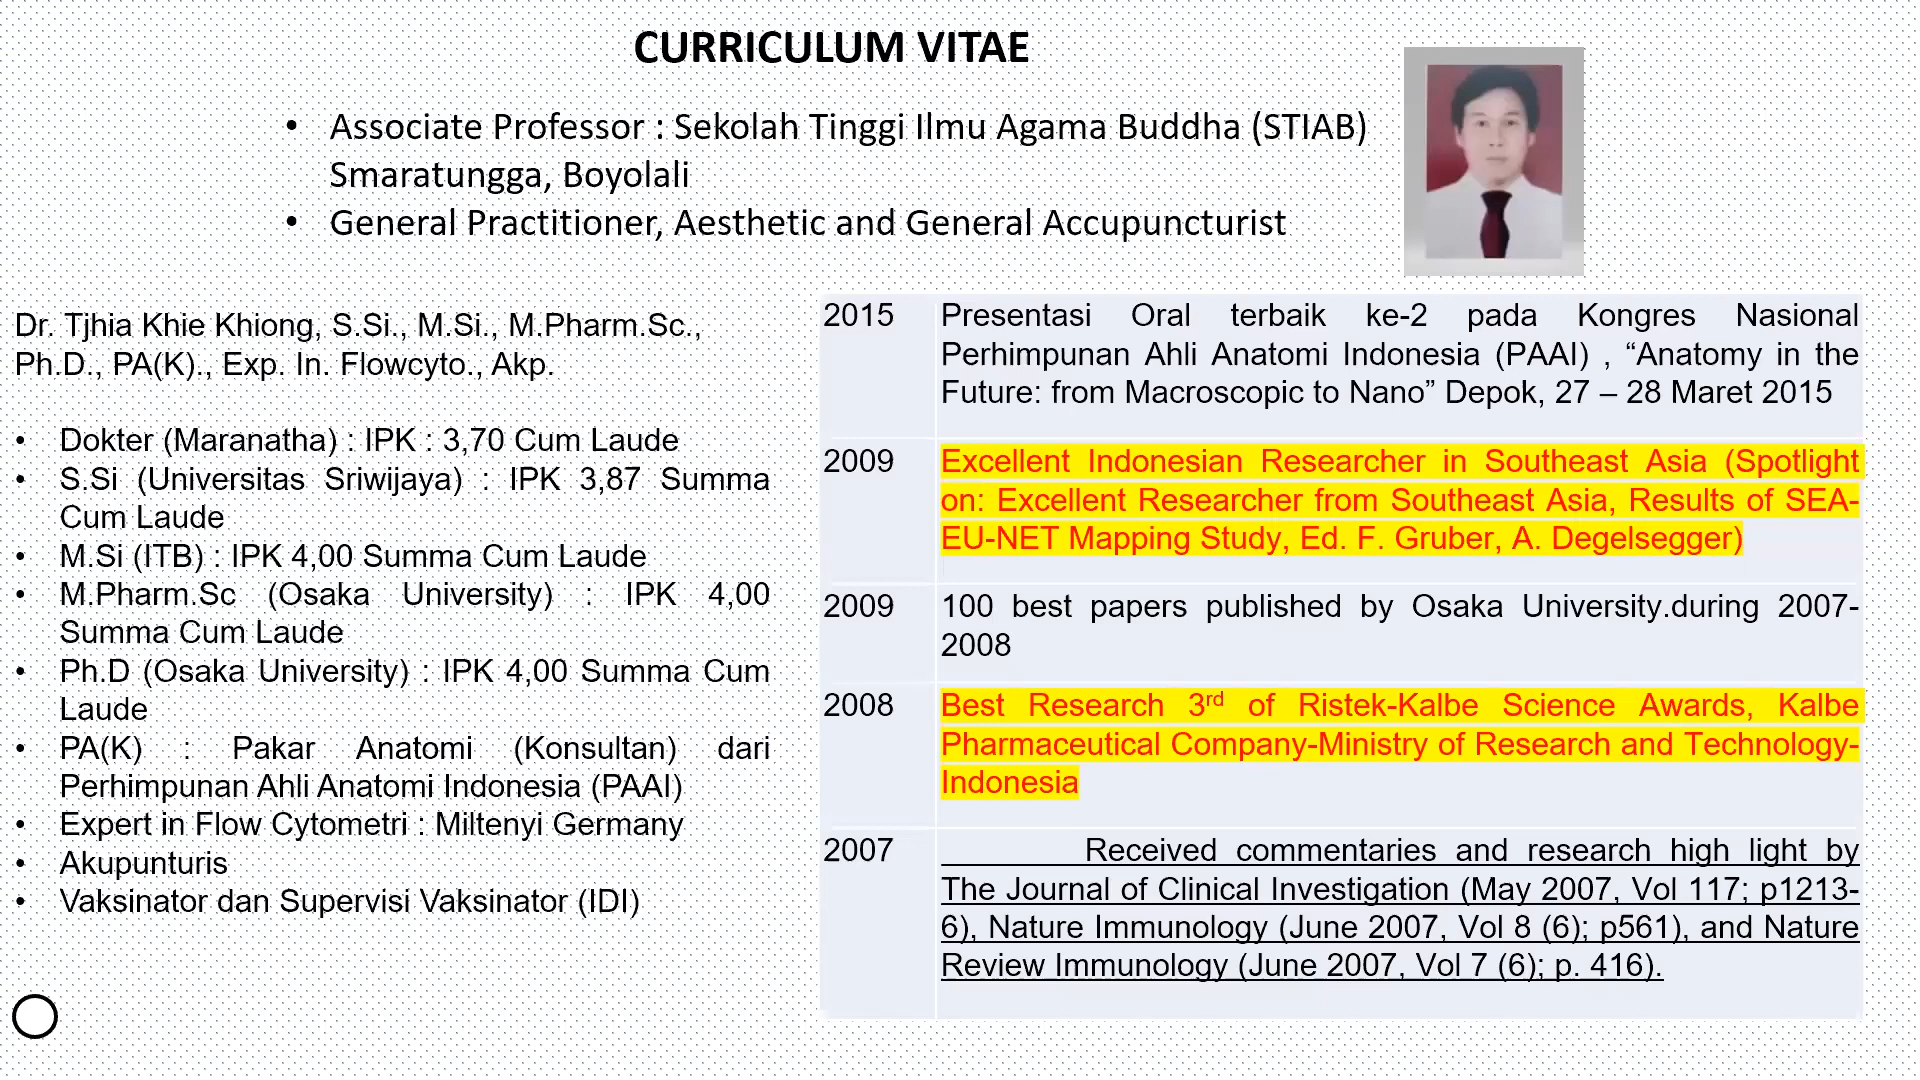 CURRICULUM VITAE
• Associate Professor : Sekolah Tinggi Ilmu Agama Buddha (STIAB)
Smaratungga, Boyolali
• General Practitioner, Aesthetic and General Accupuncturist
Dr. Tjhia Khie Khiong, S.Si., M.Si., M.Pharm.Sc.,
Ph.D., PA(K)., Exp. In. Flowcyto., Akp.
• Dokter (Maranatha) : IPK : 3,70 Cum Laude
• S.Si (Universitas Sriwijaya) : IPK 3,87 Summa
Cum Laude
• M.Si (ITB) : IPK 4,00 Summa Cum Laude
• M.Pharm.Sc (Osaka University) : IPK 4,00
Summa Cum Laude
• Ph.D (Osaka University) : IPK 4,00 Summa Cum
Laude
• PA(K) : Pakar Anatomi (Konsultan) dari
Perhimpunan Ahli Anatomi Indonesia (PAAI)
• Expert in Flow Cytometri : Miltenyi Germany
• Akupunturis
• Vaksinator dan Supervisi Vaksinator (IDI)
2015 Presentasi Oral terbaik ke-2 pada Kongres Nasional
Perhimpunan Ahli Anatomi Indonesia (PAAI) , “Anatomy in the
Future: from Macroscopic to Nano” Depok, 27 – 28 Maret 2015
2009 Excellent Indonesian Researcher in Southeast Asia (Spotlight
on: Excellent Researcher from Southeast Asia, Results of SEA-
EU-NET Mapping Study, Ed. F. Gruber, A. Degelsegger)
2009 100 best papers published by Osaka University.during 2007-
2008
2008 Best Research 3rd of Ristek-Kalbe Science Awards, Kalbe
Pharmaceutical Company-Ministry of Research and Technology-
Indonesia
2007 Received commentaries and research high light by
The Journal of Clinical Investigation (May 2007, Vol 117; p1213-
6), Nature Immunology (June 2007, Vol 8 (6); p561), and Nature
Review Immunology (June 2007, Vol 7 (6); p. 416).